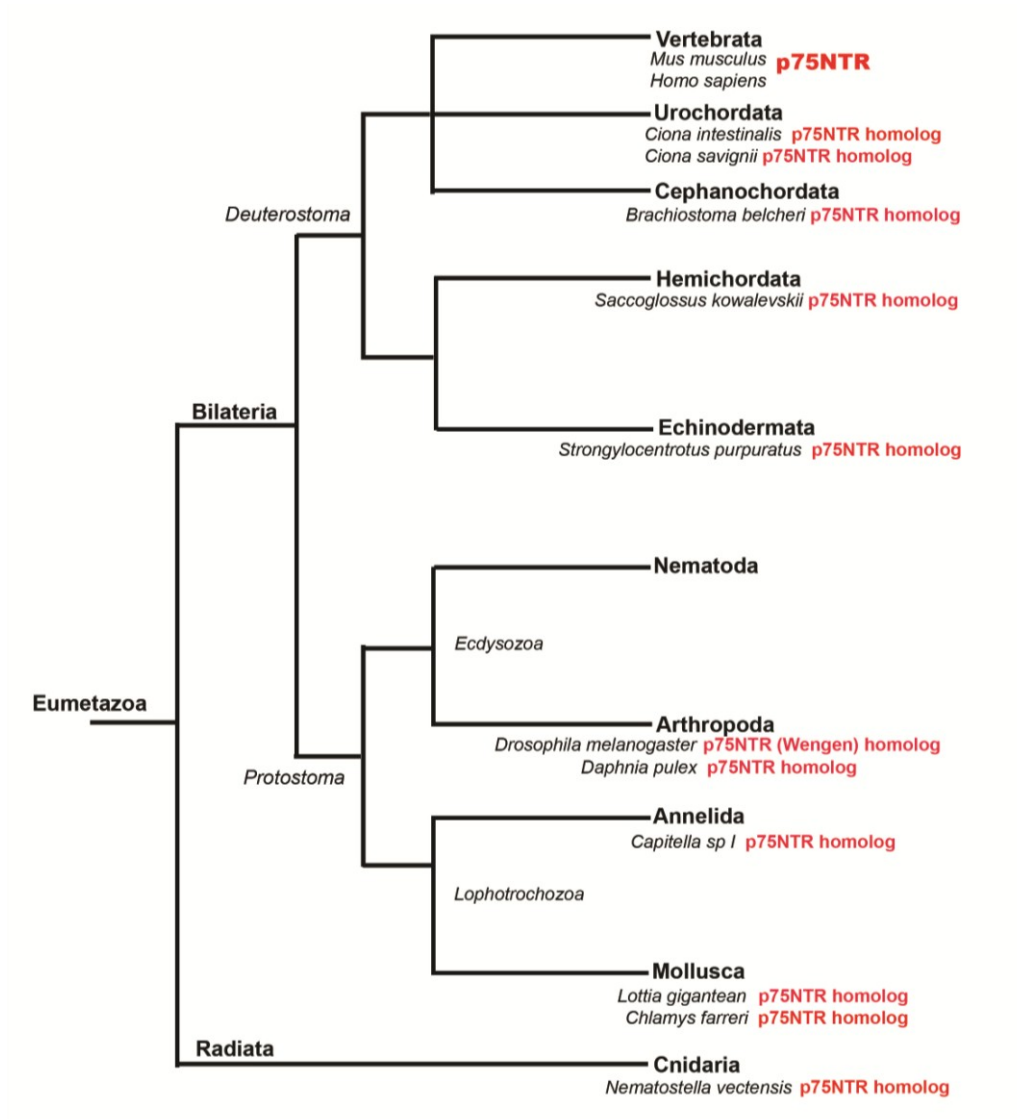 Vertebrata
Mus musculus p75NTR
Homo sapiens
Urochordata
Ciona intestinalis p75NTR homolog
Ciona savignii p75NTR homolog
Cephanochordata
Deuterostoma
Brachiostoma belcheri p75NTR homolog
Hemichordata
Saccoglossus kowalevskii p75NTR homolog
Bilateria
Echinodermata
Strongylocentrotus purpuratus p75NTR homolog
Nematoda
Ecdysozoa
Eumetazoa
Arthropoda
Drosophila melanogaster p75NTR (Wengen) homolog
Daphnia pulex p75NTR homolog
Protostoma
Annelida
Capitella sp I p75NTR homolog
Lophotrochozoa
Mollusca
Lottia gigantean p75NTR homolog
Chlamys farreri p75NTR homolog
Radiata
Cnidaria
Nematostella vectensis p75NTR homolog